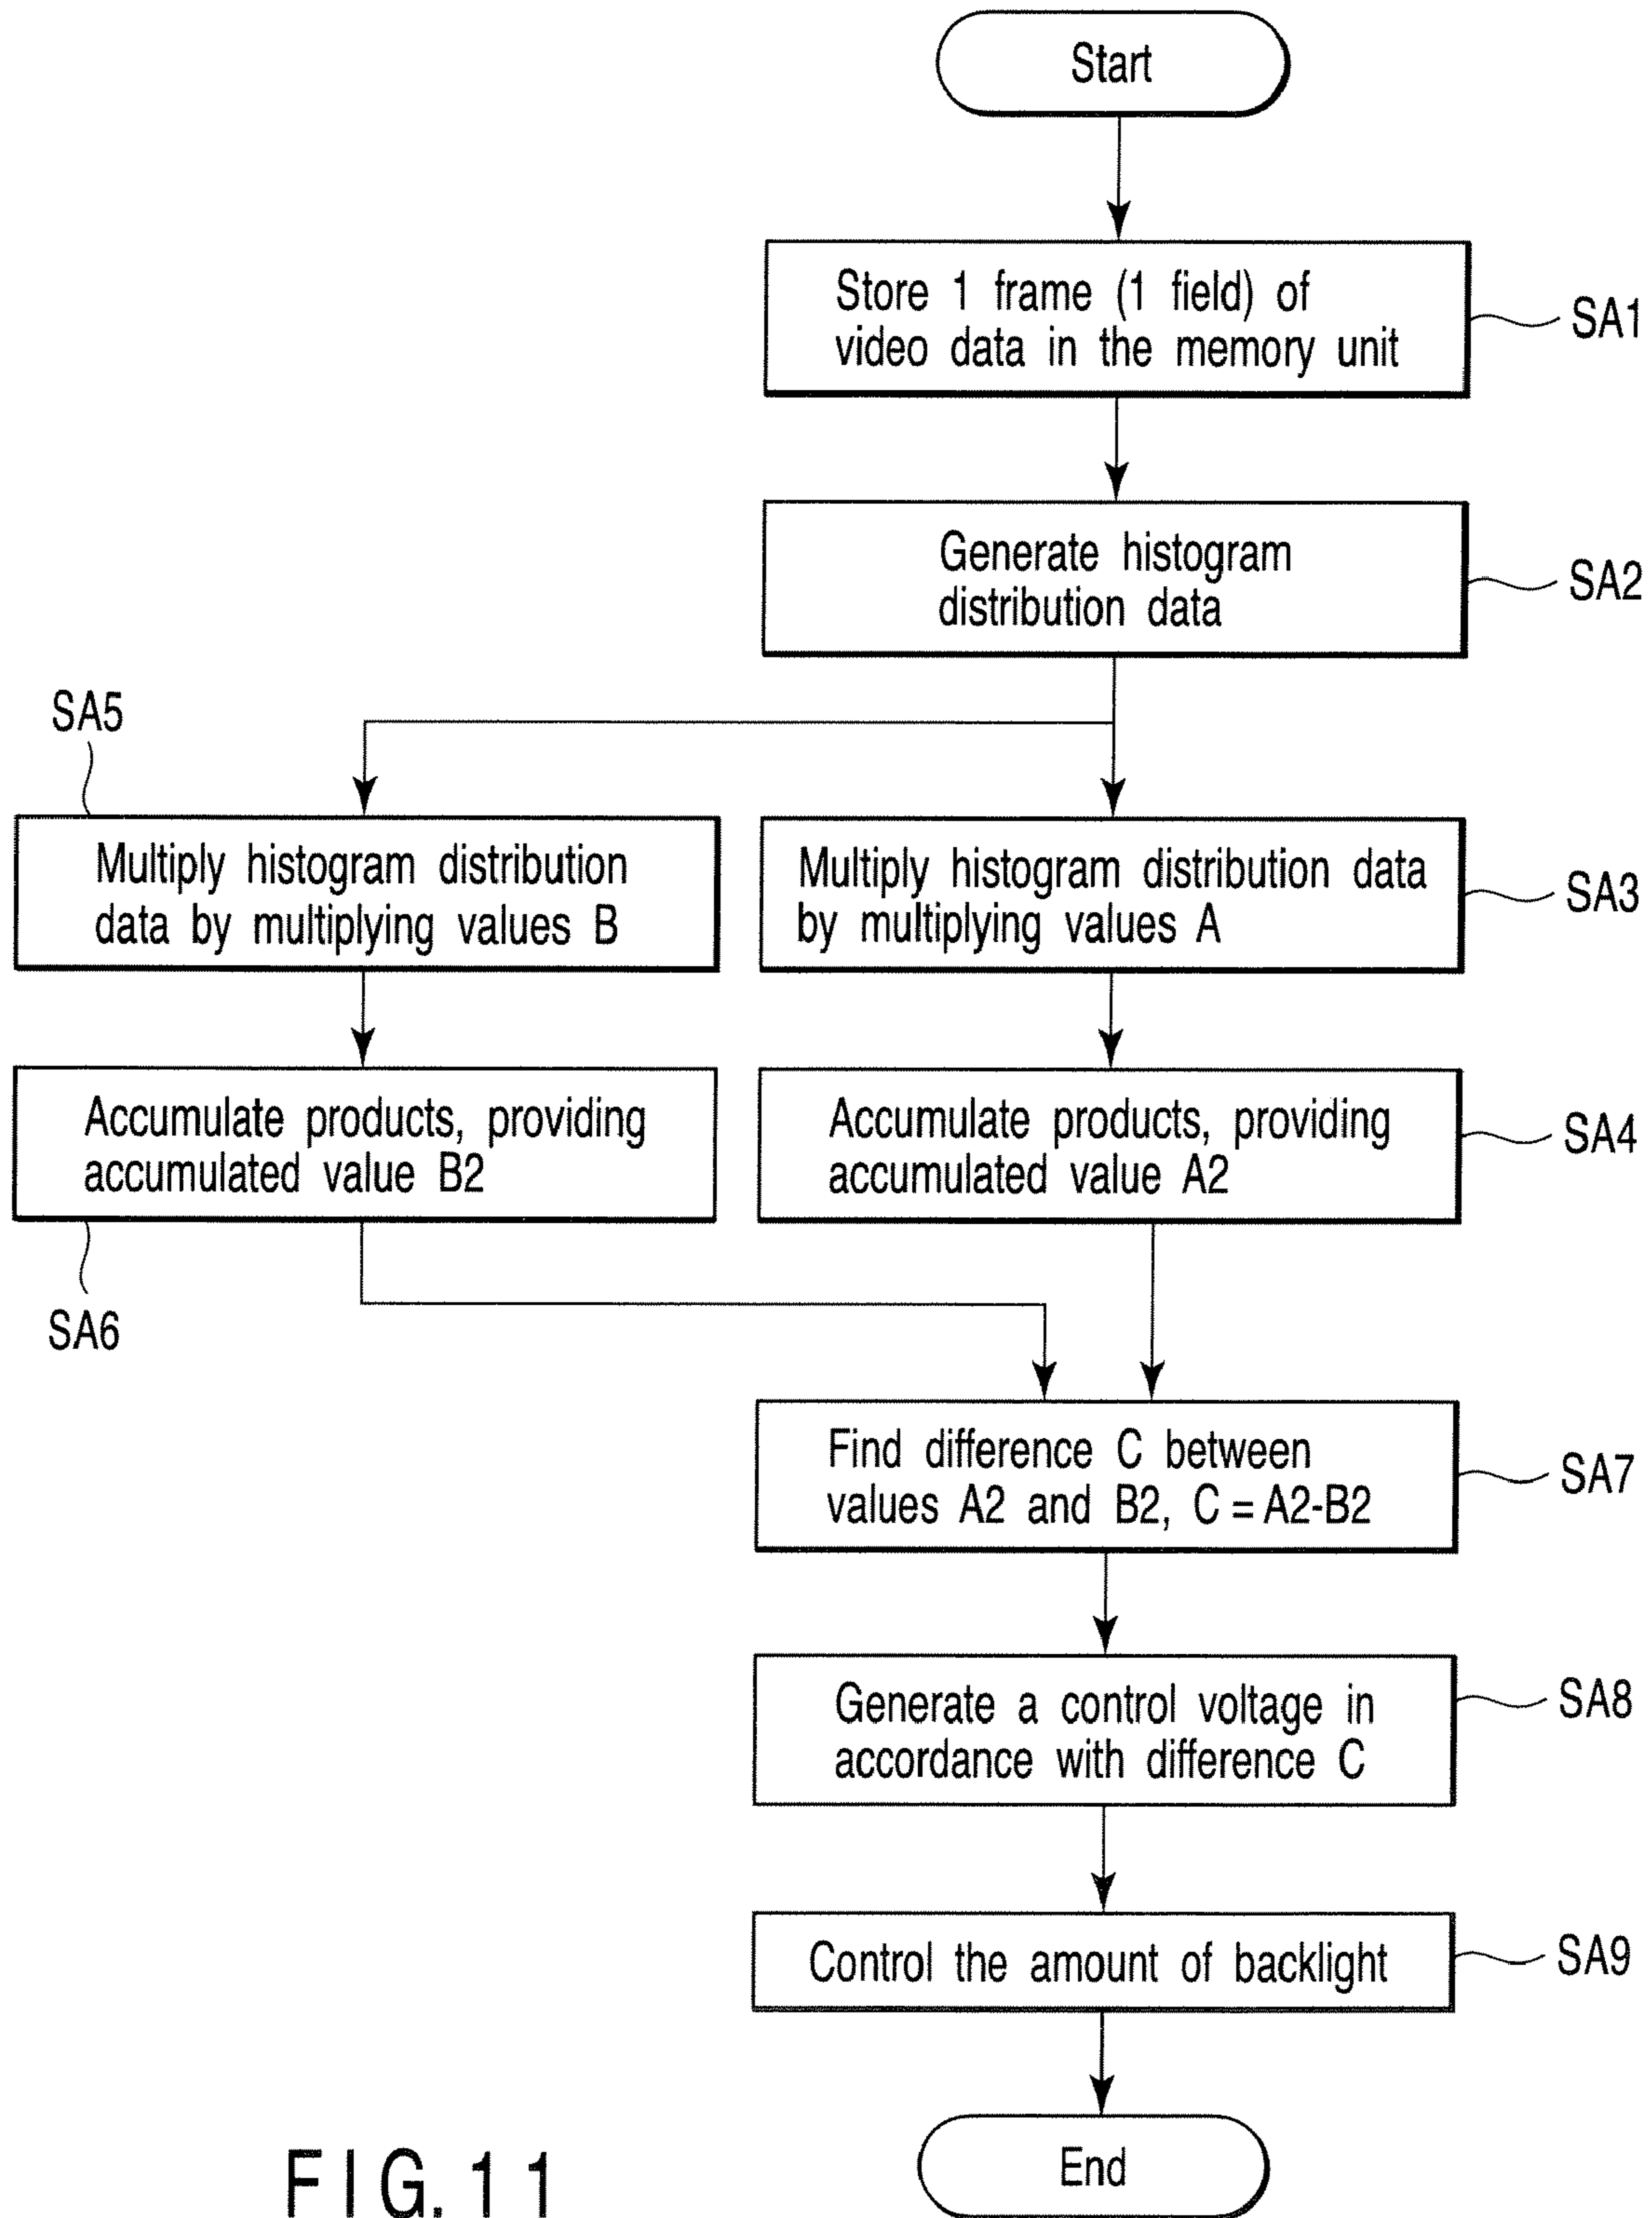 Start
Store 1 frame (1 field) of
video data in the memory unit
SA1
Generate histogram
distribution data
SA2
SA5
Multiply histogram distribution
data by multiplying values B
Multiply histogram distribution data
by multiplying values A
SA3
Accumulate products, providing
accumulated value B2
Accumulate products, providing
accumulated value A2
SA4
SA6
Find difference C between
values A2 and B2, C = A2-B2
SA7
Generate a control voltage in
accordance with difference C
SA8
Control the amount of backlight
SA9
End
FIG. 11